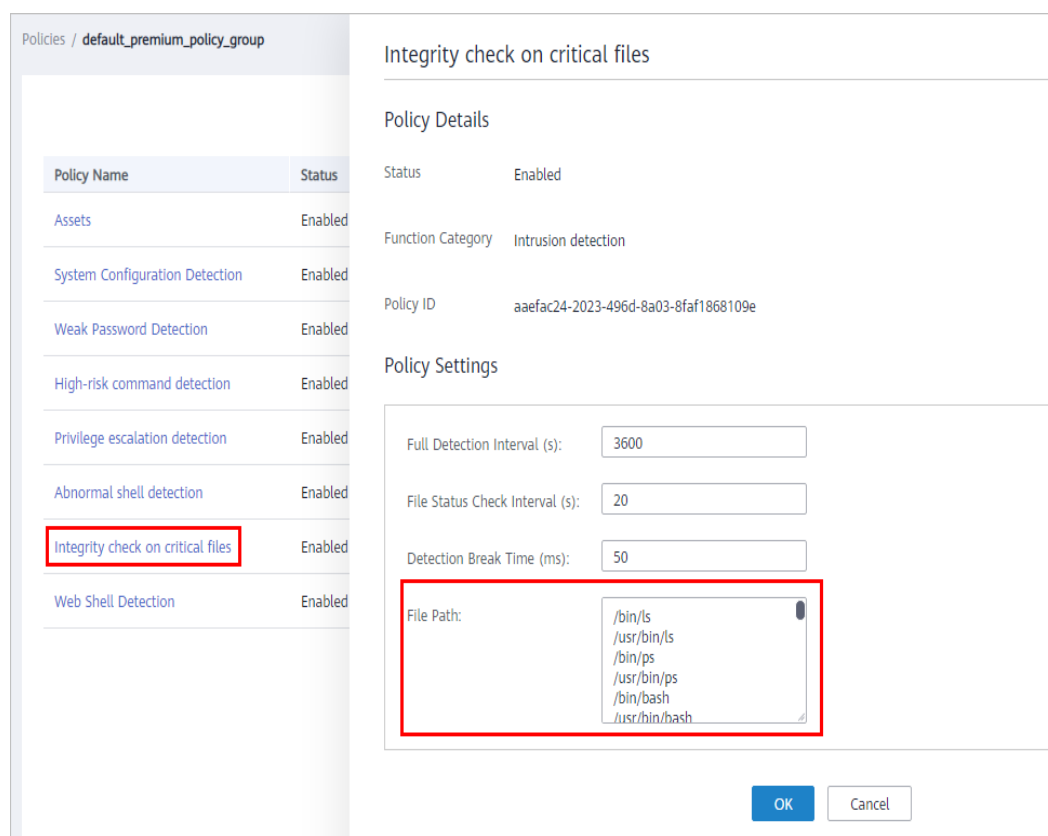 Policies / default_premium_policy_group
Policy Name Status
Assets Enabled
System Configuration Detection Enabled
Weak Password Detection Enabled
High-risk command detection Enabled
Privilege escalation detection Enabled
Abnormal shell detection Enabled
Integrity check on critical files Enabled
Web Shell Detection Enabled
Integrity check on critical files
Policy Details
Status Enabled
Function Category Intrusion detection
Policy ID aaefac24-2023-496d-8a03-8faf1868109e
Policy Settings
Full Detection Interval (s): 3600
File Status Check Interval (s): 20
Detection Break Time (ms): 50
File Path: /bin/ls
/usr/bin/ls
/bin/ps
/usr/bin/ps
/bin/bash
/usr/bin/bash
OK Cancel